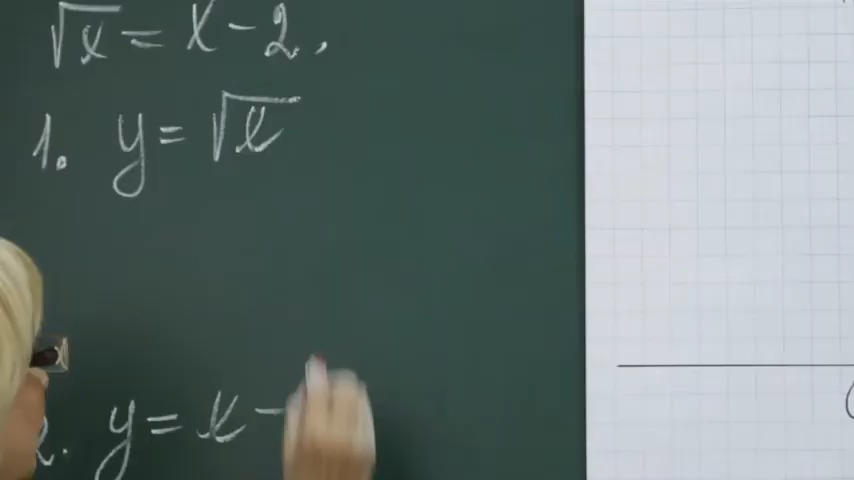 √x = x - 2,
1. y = √x
2. y = x -